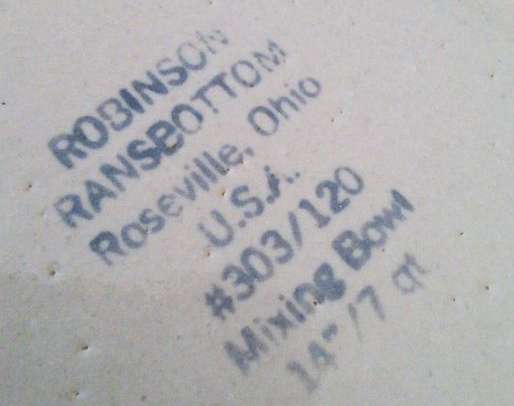 ROBINSON
RANSBOTTOM
Roseville, Ohio
U.S.A.
#303/120
Mixing Bowl
14"/7 qt